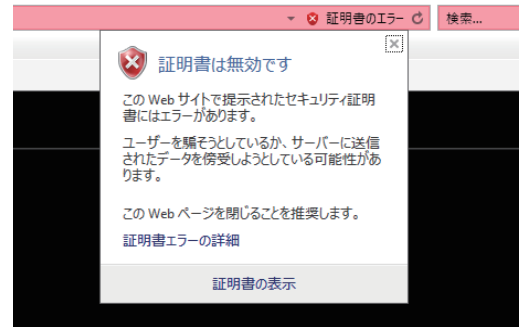 証明書のエラー
検索...
証明書は無効です
この Web サイトで提示されたセキュリティ証明
書にはエラーがあります。
ユーザーを騙そうとしているか、サーバーに送信
されたデータを傍受しようとしている可能性があ
ります。
この Web ページを閉じることを推奨します。
証明書エラーの詳細
証明書の表示